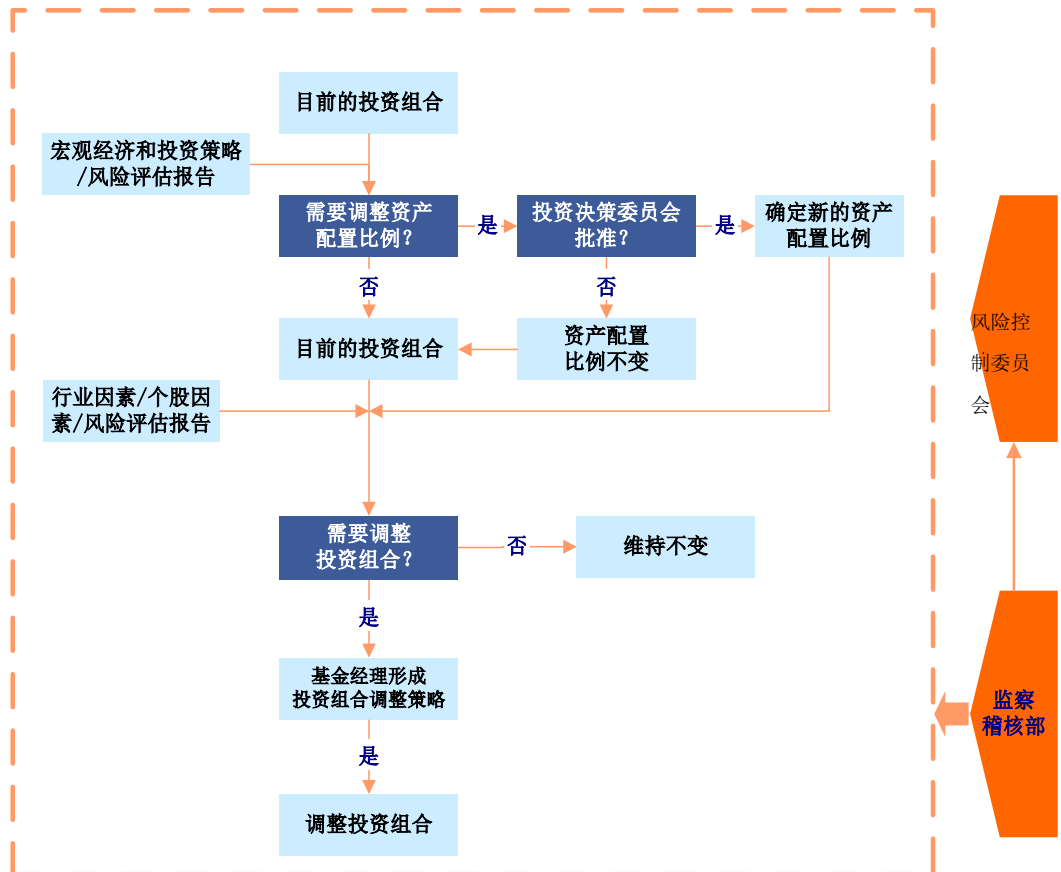 目前的投资组合
宏观经济和投资策略
/风险评估报告
需要调整资产
配置比例？
是
投资决策委员会
批准？
是
确定新的资产
配置比例
否
否
目前的投资组合
资产配置
比例不变
风险控
制委员
会
行业因素/个股因
素/风险评估报告
需要调整
投资组合？
否
维持不变
是
基金经理形成
投资组合调整策略
监察
稽核部
是
调整投资组合